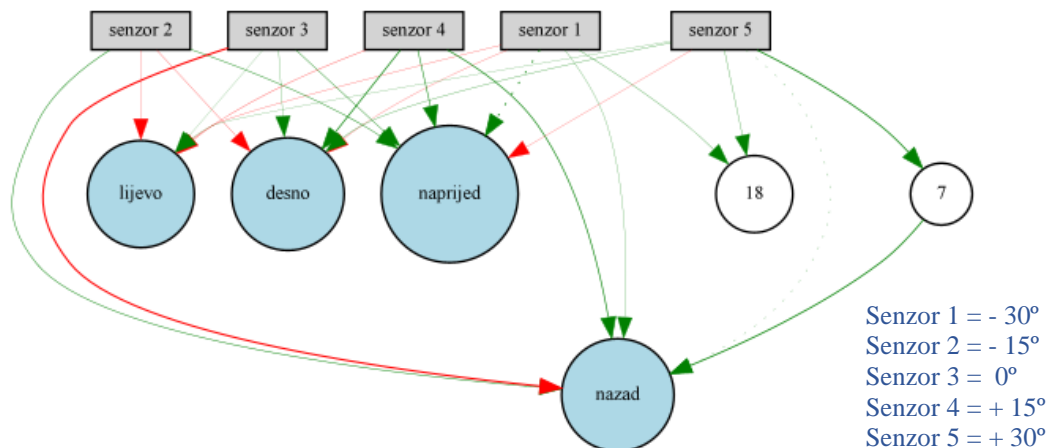 senzor 2
senzor 3
senzor 4
senzor 1
senzor 5
lijevo
desno
naprijed
18
7
nazad
Senzor 1 = - 30º
Senzor 2 = - 15º
Senzor 3 = 0º
Senzor 4 = + 15º
Senzor 5 = + 30º